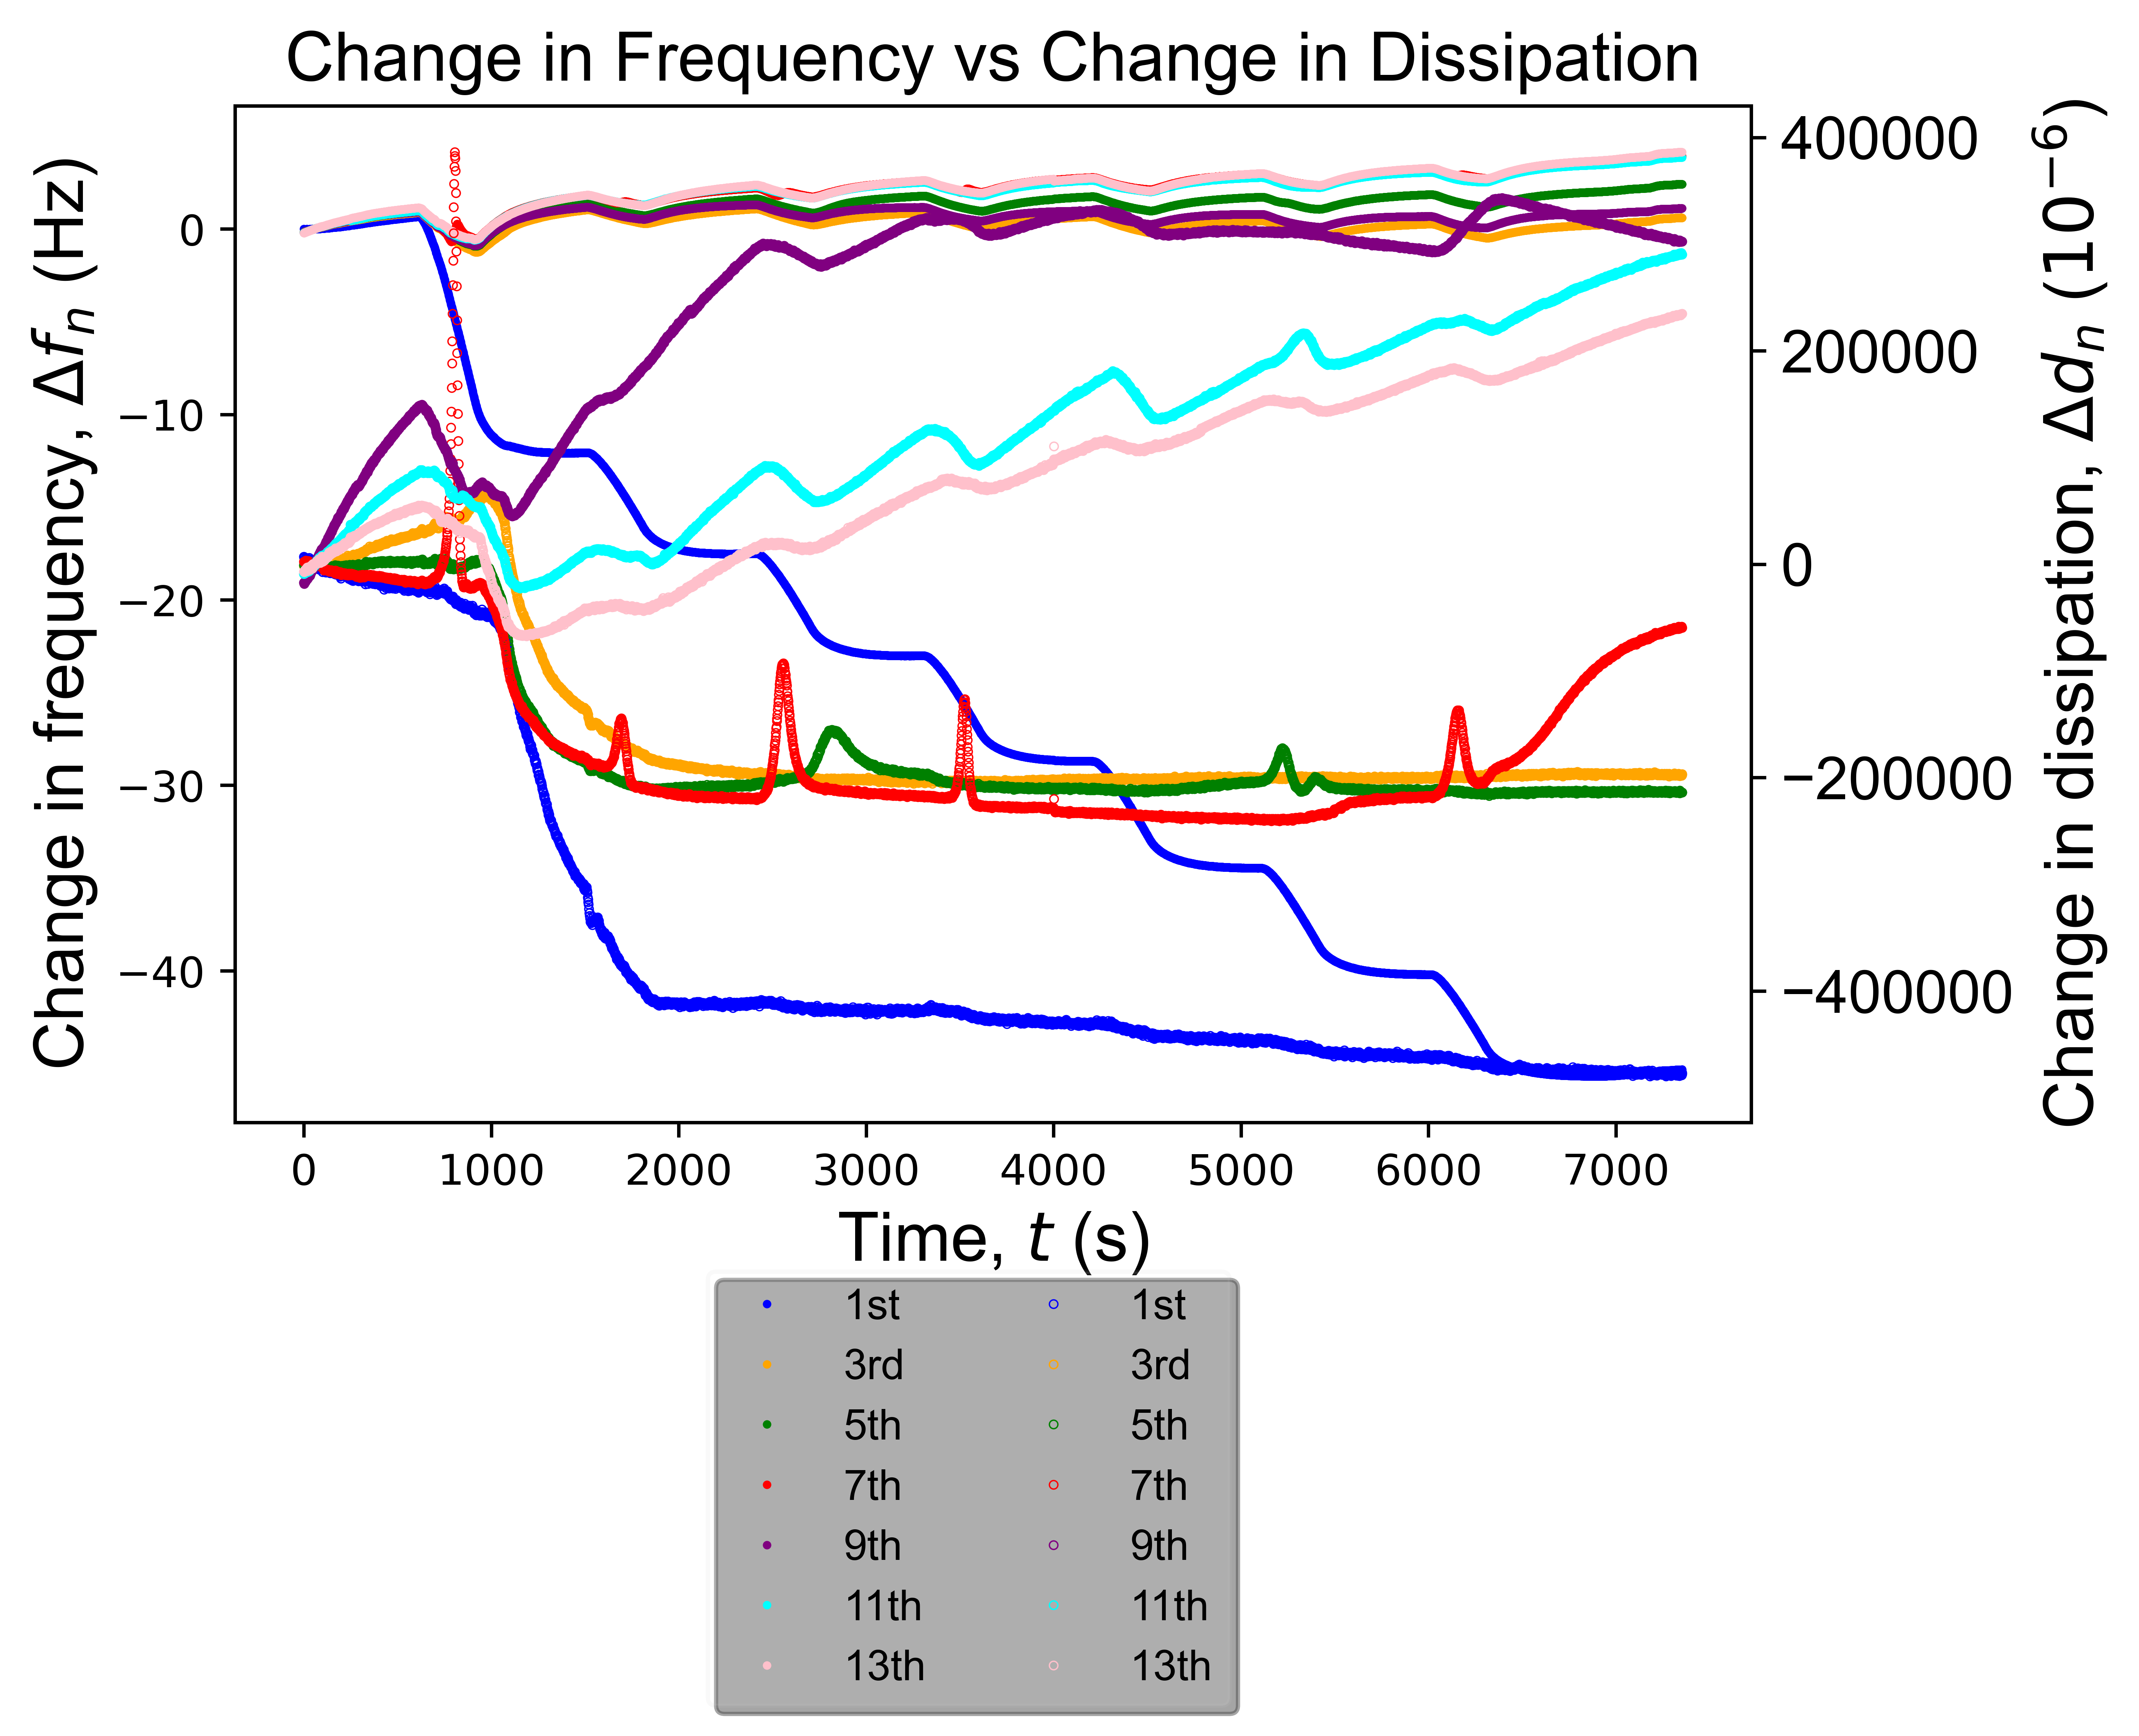 Change in Frequency vs Change in Dissipation
Change in frequency, Δfₙ (Hz)
0
−10
−20
−30
−40
400000
200000
0
−200000
−400000
Change in dissipation, Δdₙ (10⁻⁶)
0 1000 2000 3000 4000 5000 6000 7000
Time, t (s)
1st 1st
3rd 3rd
5th 5th
7th 7th
9th 9th
11th 11th
13th 13th